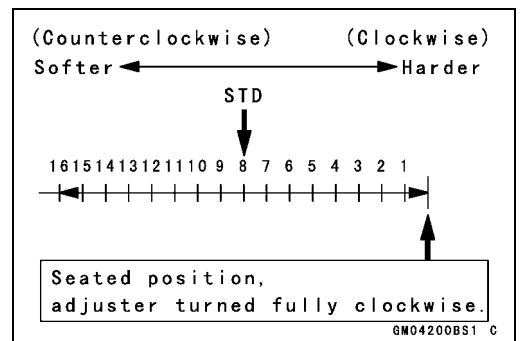 (Counterclockwise) (Clockwise)
Softer Harder
STD
16 15 14 13 12 11 10 9 8 7 6 5 4 3 2 1
Seated position,
adjuster turned fully clockwise.
GM04200BS1 C